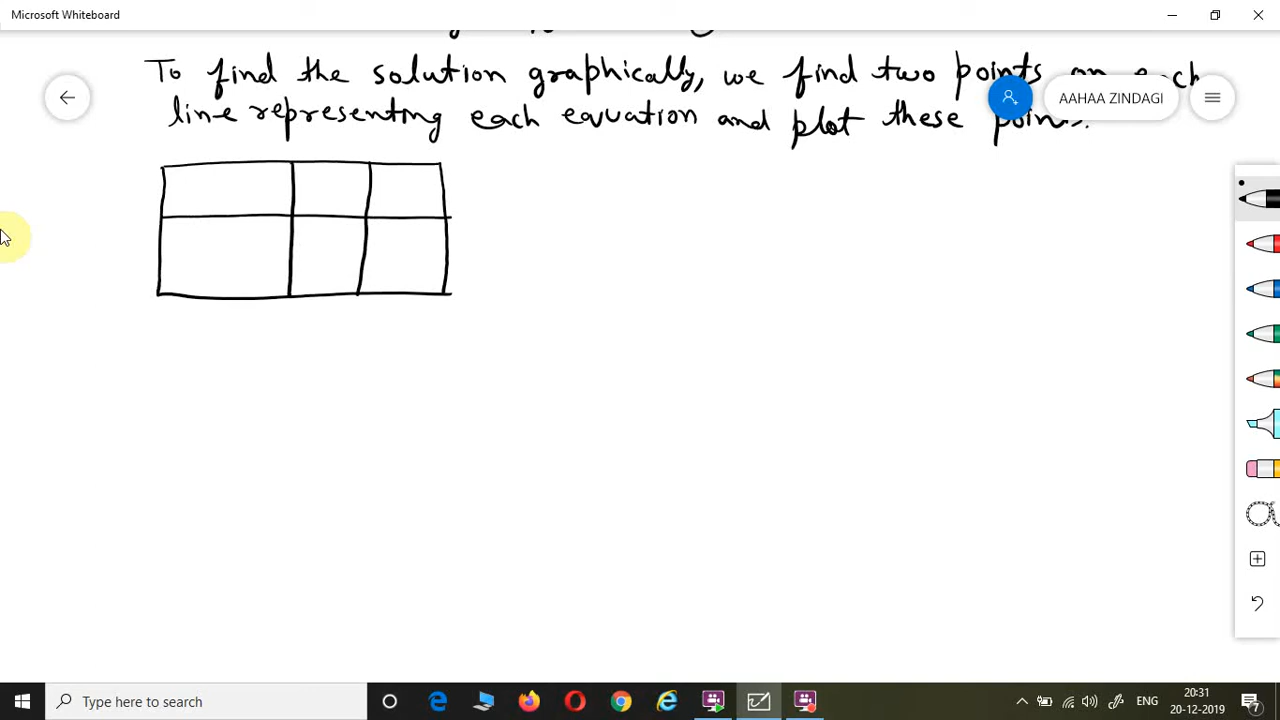 Microsoft Whiteboard
To find the solution graphically, we find two points on each
line representing each equation and plot these points.
AAHAA ZINDAGI
Type here to search
ENG
20:31
20-12-2019
7